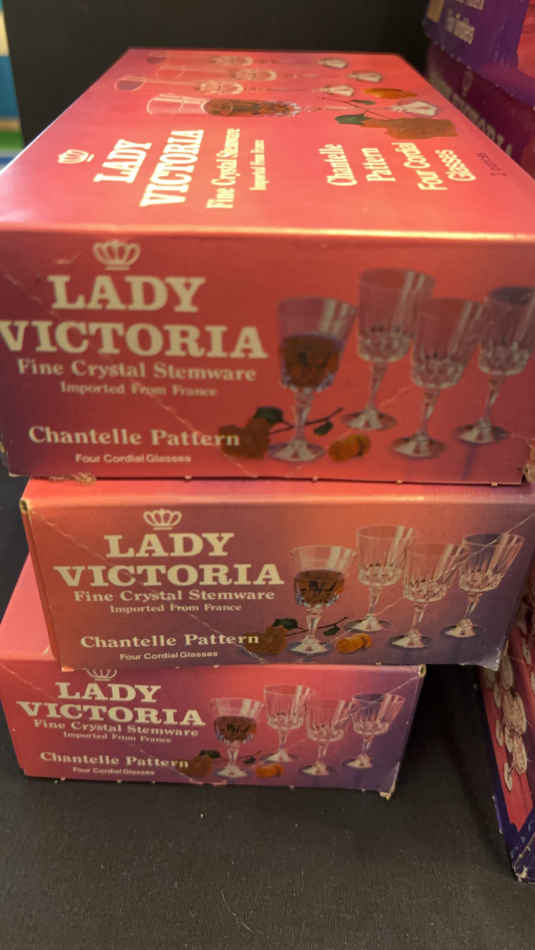 LADY
VICTORIA
Fine Crystal Stemware
Imported From France
Chantelle
Pattern
Four Cordial
Glasses
LADY
VICTORIA
Fine Crystal Stemware
Imported From France
Chantelle Pattern
Four Cordial Glasses
LADY
VICTORIA
Fine Crystal Stemware
Imported From France
Chantelle Pattern
Four Cordial Glasses
LADY
VICTORIA
Fine Crystal Stemware
Imported From France
Chantelle Pattern
Four Cordial Glasses